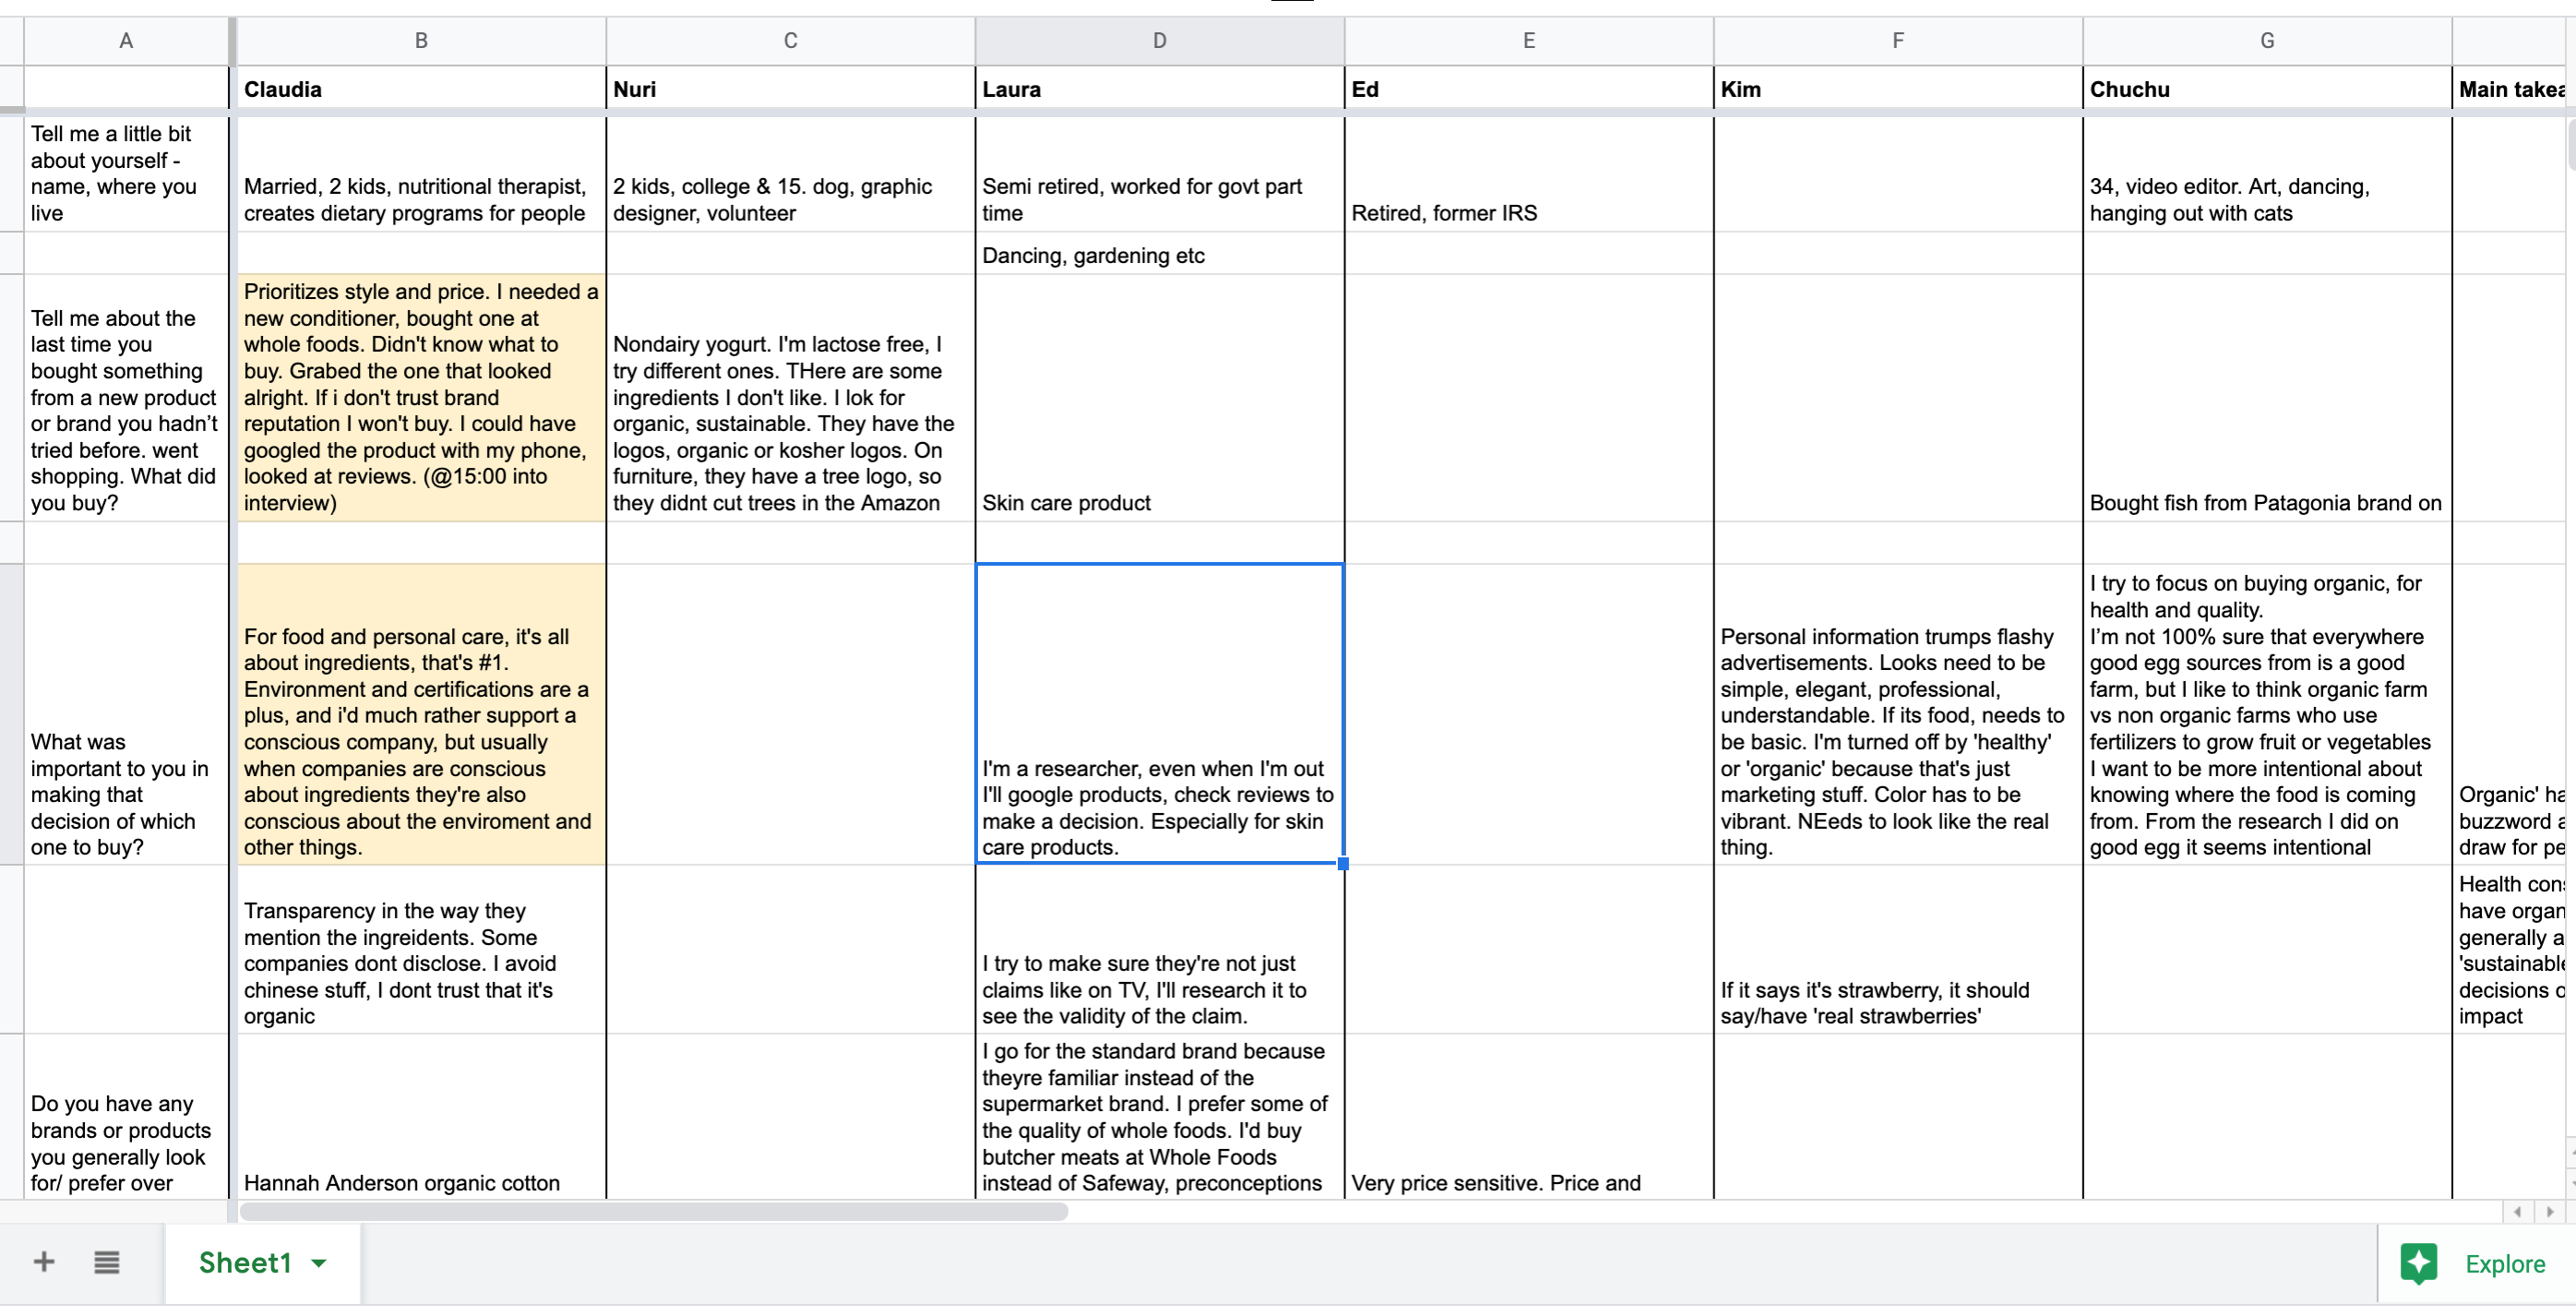 A B C D E F G
Claudia Nuri Laura Ed Kim Chuchu Main takea
Tell me a little bit
about yourself -
name, where you
live
Married, 2 kids, nutritional therapist,
creates dietary programs for people
2 kids, college & 15. dog, graphic
designer, volunteer
Semi retired, worked for govt part
time
Retired, former IRS
34, video editor. Art, dancing,
hanging out with cats
Dancing, gardening etc
Tell me about the
last time you
bought something
from a new product
or brand you hadn’t
tried before. went
shopping. What did
you buy?
Prioritizes style and price. I needed a
new conditioner, bought one at
whole foods. Didn't know what to
buy. Grabed the one that looked
alright. If i don't trust brand
reputation I won't buy. I could have
googled the product with my phone,
looked at reviews. (@15:00 into
interview)
Nondairy yogurt. I'm lactose free, I
try different ones. THere are some
ingredients I don't like. I lok for
organic, sustainable. They have the
logos, organic or kosher logos. On
furniture, they have a tree logo, so
they didnt cut trees in the Amazon
Skin care product
Bought fish from Patagonia brand on
What was
important to you in
making that
decision of which
one to buy?
For food and personal care, it's all
about ingredients, that's #1.
Environment and certifications are a
plus, and i'd much rather support a
conscious company, but usually
when companies are conscious
about ingredients they're also
conscious about the enviroment and
other things.
I'm a researcher, even when I'm out
I'll google products, check reviews to
make a decision. Especially for skin
care products.
Personal information trumps flashy
advertisements. Looks need to be
simple, elegant, professional,
understandable. If its food, needs to
be basic. I'm turned off by 'healthy'
or 'organic' because that's just
marketing stuff. Color has to be
vibrant. NEeds to look like the real
thing.
I try to focus on buying organic, for
health and quality.
I’m not 100% sure that everywhere
good egg sources from is a good
farm, but I like to think organic farm
vs non organic farms who use
fertilizers to grow fruit or vegetables
I want to be more intentional about
knowing where the food is coming
from. From the research I did on
good egg it seems intentional
Organic' ha
buzzword a
draw for pe
Transparency in the way they
mention the ingreidents. Some
companies dont disclose. I avoid
chinese stuff, I dont trust that it's
organic
I try to make sure they're not just
claims like on TV, I'll research it to
see the validity of the claim.
If it says it's strawberry, it should
say/have 'real strawberries'
Health cons
have organ
generally a
'sustainable
decisions o
impact
Do you have any
brands or products
you generally look
for/ prefer over
Hannah Anderson organic cotton
I go for the standard brand because
theyre familiar instead of the
supermarket brand. I prefer some of
the quality of whole foods. I'd buy
butcher meats at Whole Foods
instead of Safeway, preconceptions
Very price sensitive. Price and
Sheet1
Explore